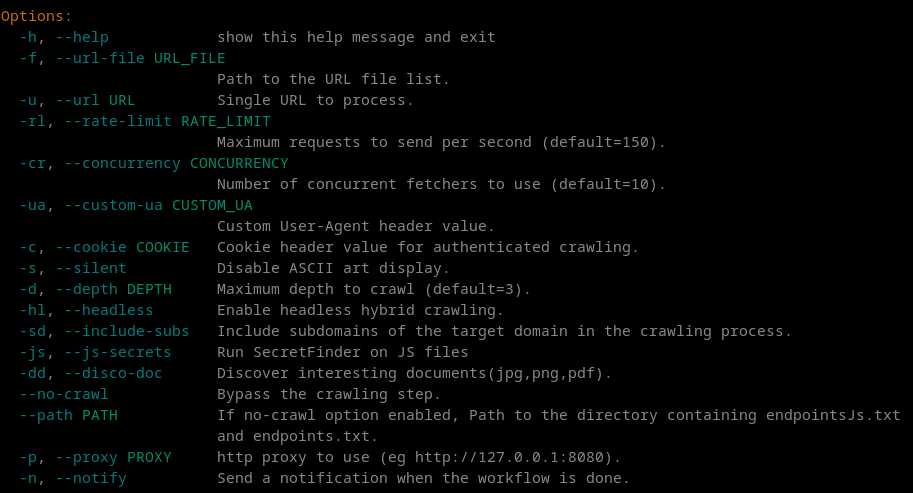 Options:
-h, --help show this help message and exit
-f, --url-file URL_FILE
Path to the URL file list.
-u, --url URL Single URL to process.
-rl, --rate-limit RATE_LIMIT
Maximum requests to send per second (default=150).
-cr, --concurrency CONCURRENCY
Number of concurrent fetchers to use (default=10).
-ua, --custom-ua CUSTOM_UA
Custom User-Agent header value.
-c, --cookie COOKIE Cookie header value for authenticated crawling.
-s, --silent Disable ASCII art display.
-d, --depth DEPTH Maximum depth to crawl (default=3).
-hl, --headless Enable headless hybrid crawling.
-sd, --include-subs Include subdomains of the target domain in the crawling process.
-js, --js-secrets Run SecretFinder on JS files
-dd, --disco-doc Discover interesting documents(jpg,png,pdf).
--no-crawl Bypass the crawling step.
--path PATH If no-crawl option enabled, Path to the directory containing endpointsJs.txt
and endpoints.txt.
-p, --proxy PROXY http proxy to use (eg http://127.0.0.1:8080).
-n, --notify Send a notification when the workflow is done.